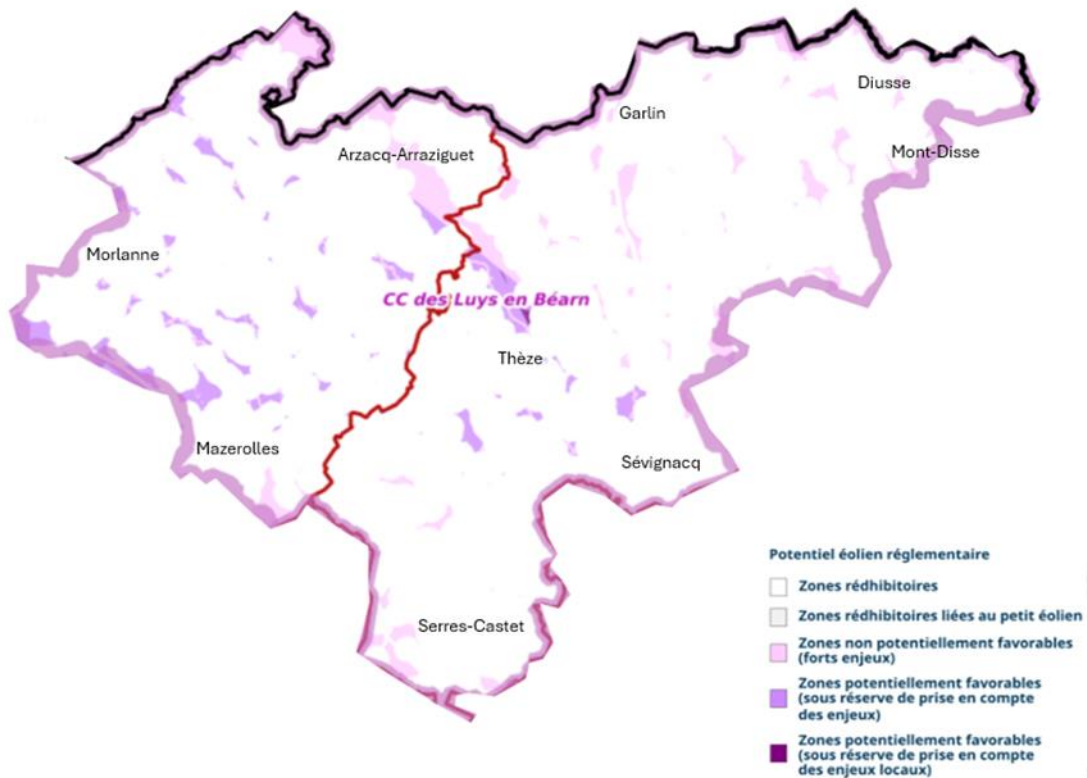 Diusse
Garlin
Mont-Disse
Arzacq-Arraziguet
Morlanne
CC des Luys en Béarn
Thèze
Mazerolles
Sévignacq
Serres-Castet
Potentiel éolien réglementaire
Zones rédhibitoires
Zones rédhibitoires liées au petit éolien
Zones non potentiellement favorables
(forts enjeux)
Zones potentiellement favorables
(sous réserve de prise en compte
des enjeux)
Zones potentiellement favorables
(sous réserve de prise en compte
des enjeux locaux)